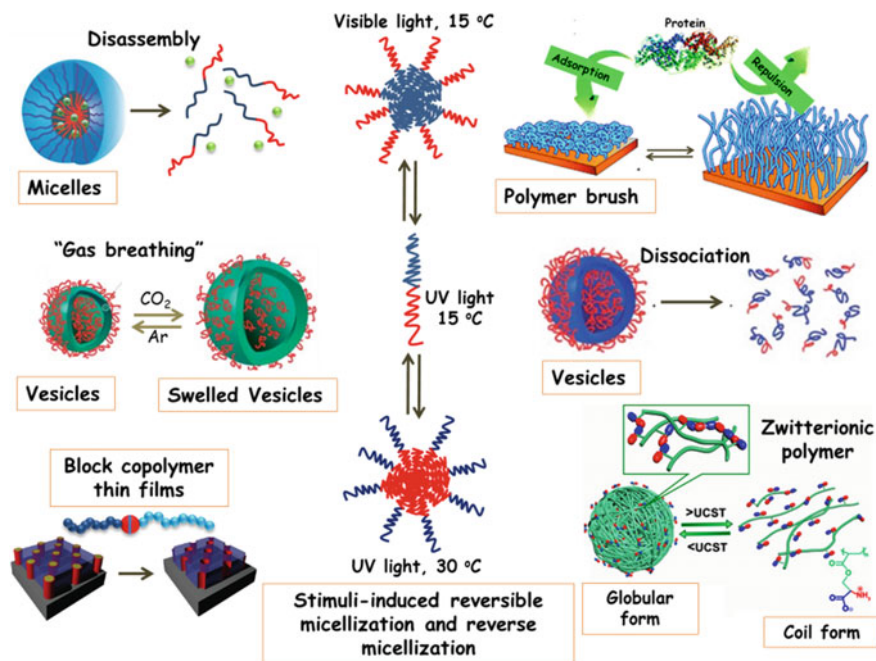 Disassembly
Micelles
Visible light, 15 °C
Protein
Adsorption
Repulsion
Polymer brush
"Gas breathing"
CO₂
Ar
Vesicles
Swelled Vesicles
UV light
15 °C
Dissociation
Vesicles
Block copolymer
thin films
UV light, 30 °C
Stimuli-induced reversible
micellization and reverse
micellization
Zwitterionic
polymer
>UCST
<UCST
Globular
form
Coil form